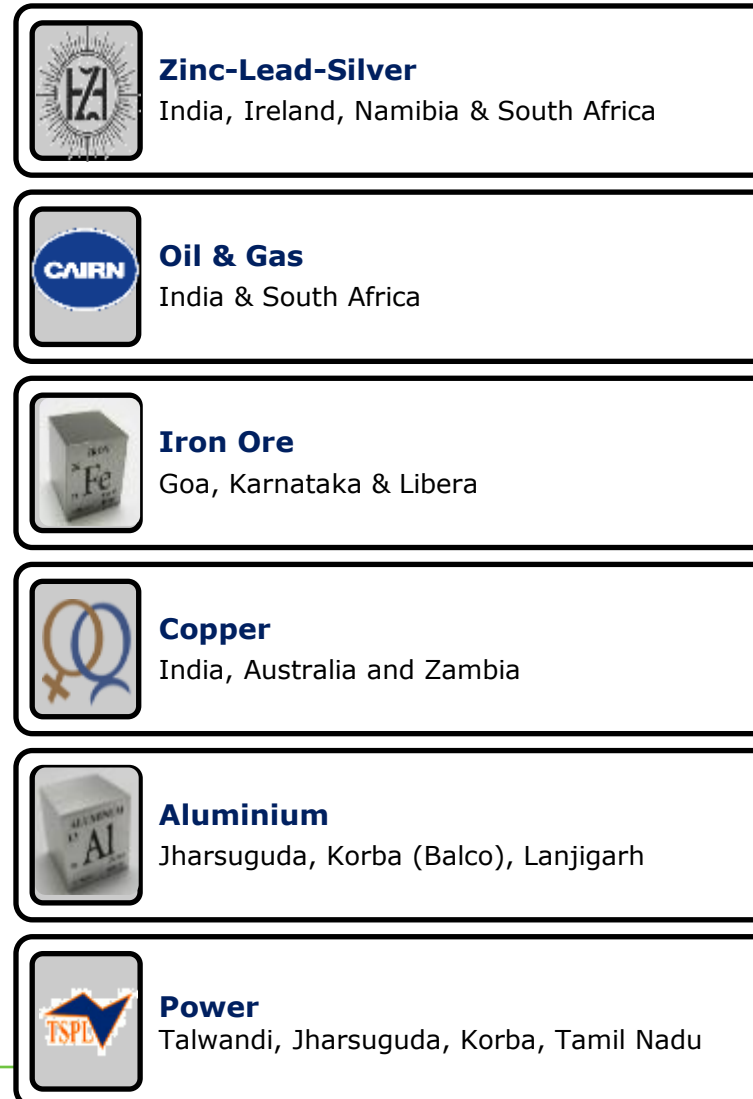 Zinc-Lead-Silver
India, Ireland, Namibia & South Africa
CAIRN
Oil & Gas
India & South Africa
IRON
Fe
Iron Ore
Goa, Karnataka & Libera
Copper
India, Australia and Zambia
ALUMINIUM
Al
Aluminium
Jharsuguda, Korba (Balco), Lanjigarh
TSPL
Power
Talwandi, Jharsuguda, Korba, Tamil Nadu